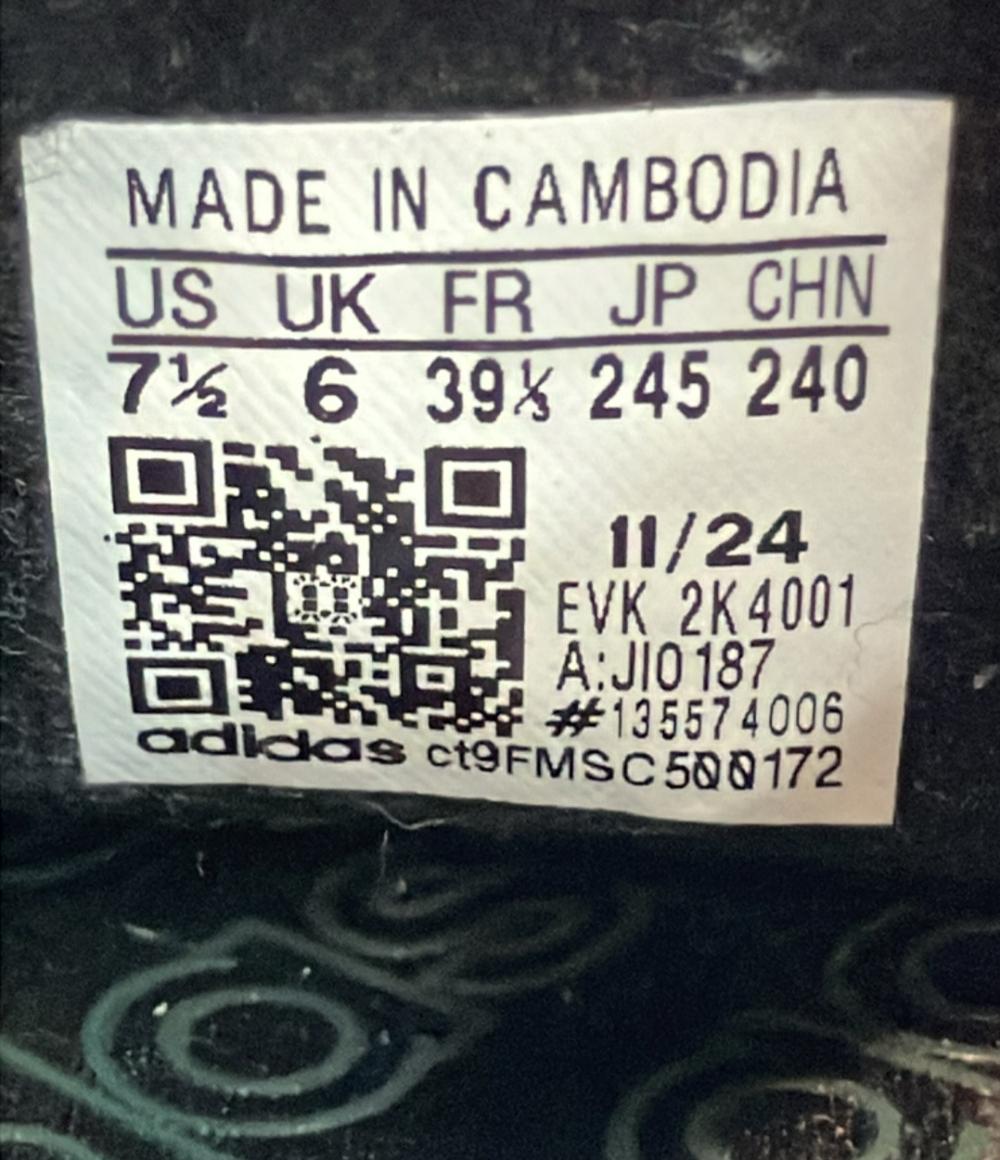 MADE IN CAMBODIA
US UK FR JP CHN
7½ 6 39⅓ 245 240
11/24
EVK 2K4001
A:JI0187
#135574006
adidas ct9FMSC500172